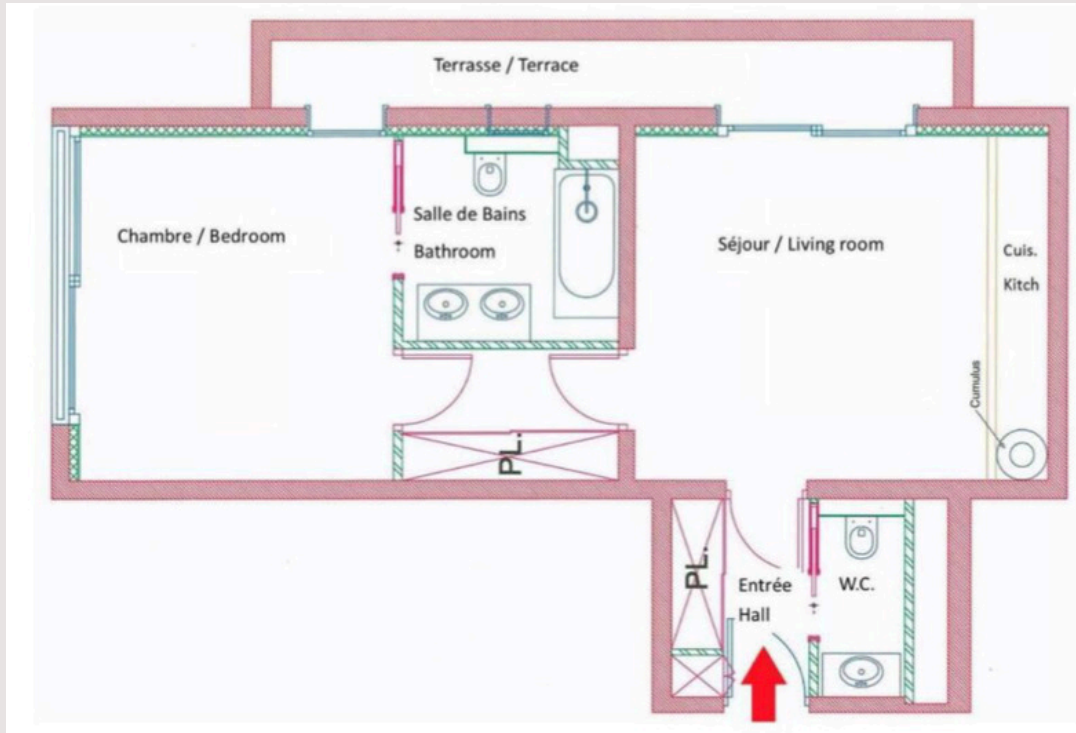 Terrasse / Terrace
Chambre / Bedroom
Salle de Bains
Bathroom
Séjour / Living room
Cuis.
Kitch
Cumulus
PL.
PL.
Entrée
Hall
W.C.